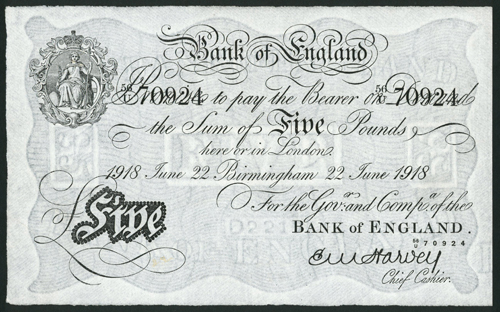 Bank of England
56/U 70924 56/U 70924
Promise to pay the Bearer on Demand
the Sum of Five Pounds
here or in London.
1918 June 22 Birmingham 22 June 1918
For the Gov.r and Comp.a of the
BANK OF ENGLAND.
Five
56/U 70924
E M Harvey
Chief Cashier.